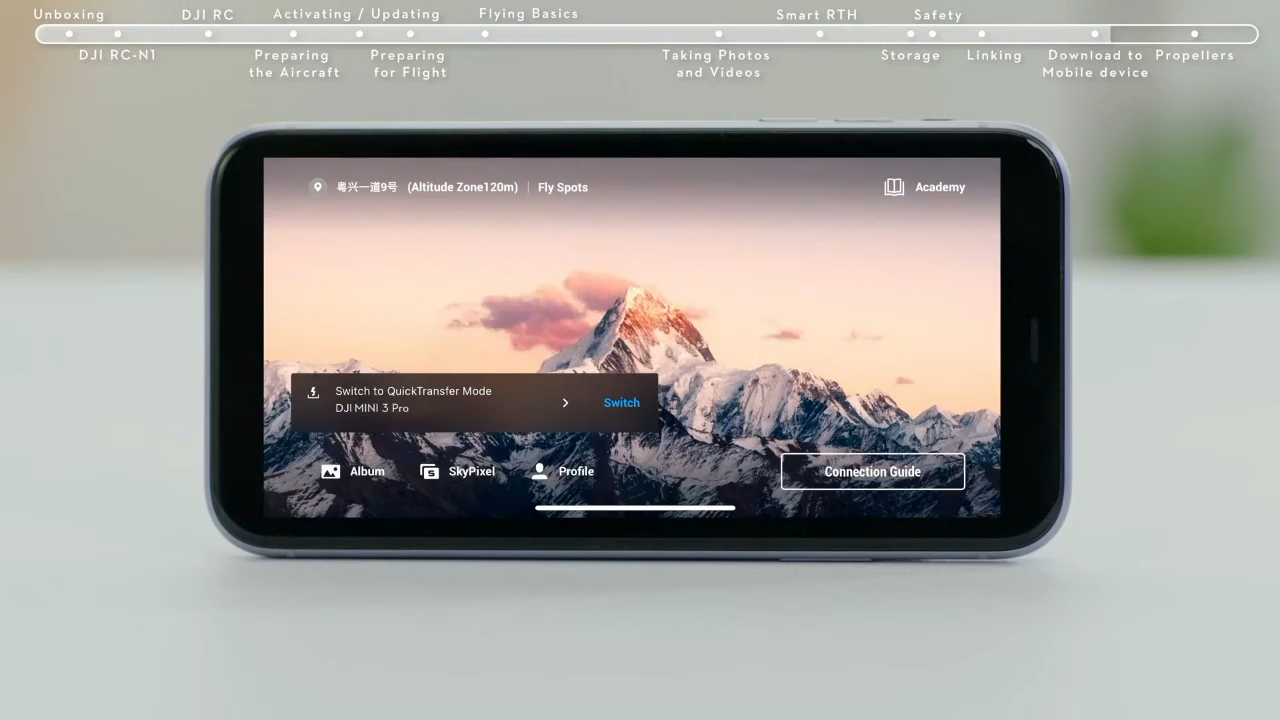 Unboxing
DJI RC
Activating / Updating
Flying Basics
Smart RTH
Safety
DJI RC-N1
Preparing
the Aircraft
Preparing
for Flight
Taking Photos
and Videos
Storage
Linking
Download to
Mobile device
Propellers
粤兴一道9号 (Altitude Zone120m) | Fly Spots
Academy
Switch to QuickTransfer Mode
DJI MINI 3 Pro
Switch
Album
SkyPixel
Profile
Connection Guide